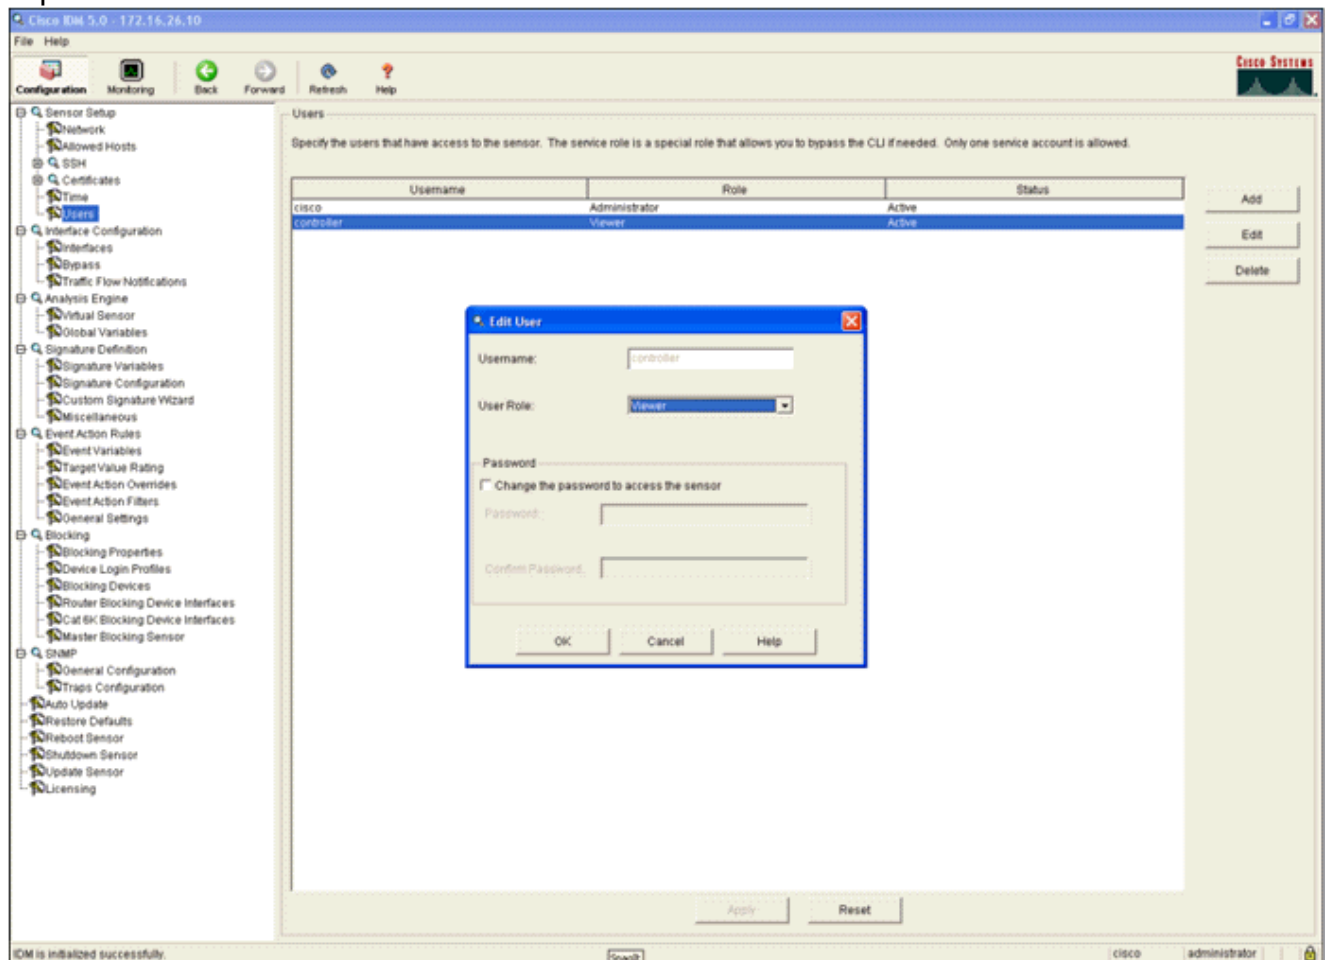 Cisco IDM 5.0 - 172.16.26.10
File Help
Configuration Monitoring Back Forward Refresh Help
CISCO SYSTEMS
Sensor Setup
Network
Allowed Hosts
SSH
Certificates
Time
Users
Interface Configuration
Interfaces
Bypass
Traffic Flow Notifications
Analysis Engine
Virtual Sensor
Global Variables
Signature Definition
Signature Variables
Signature Configuration
Custom Signature Wizard
Miscellaneous
Event Action Rules
Event Variables
Target Value Rating
Event Action Overrides
Event Action Filters
General Settings
Blocking
Blocking Properties
Device Login Profiles
Blocking Devices
Router Blocking Device Interfaces
Cat 6K Blocking Device Interfaces
Master Blocking Sensor
SNMP
General Configuration
Traps Configuration
Auto Update
Restore Defaults
Reboot Sensor
Shutdown Sensor
Update Sensor
Licensing
Users
Specify the users that have access to the sensor. The service role is a special role that allows you to bypass the CLI if needed. Only one service account is allowed.
Username Role Status
cisco Administrator Active
controller Viewer Active
Add
Edit
Delete
Edit User
Username: controller
User Role: Viewer
Password
Change the password to access the sensor
Password:
Confirm Password:
OK Cancel Help
Apply Reset
IDM is initialized successfully.
SnagIt
cisco administrator